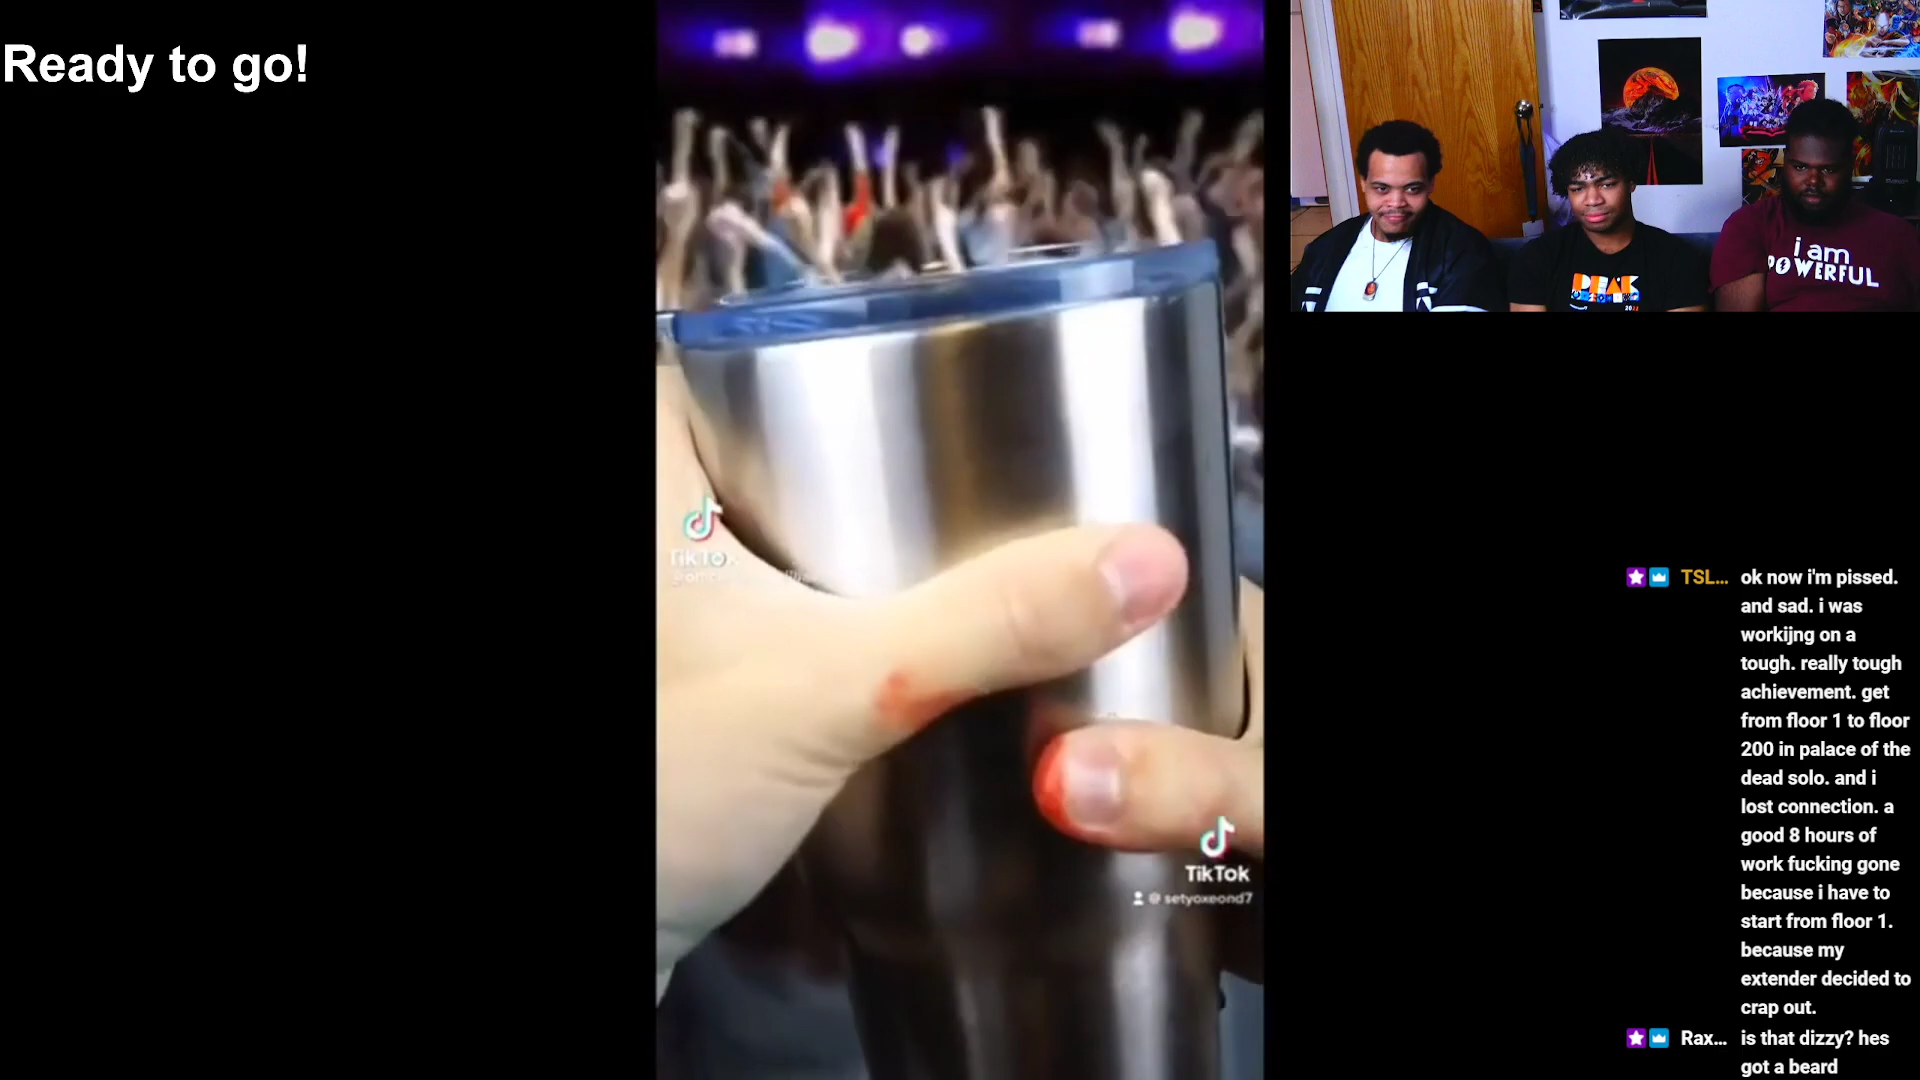 Ready to go!
i am
POWERFUL
PEAK
TikTok
TikTok
@ setyoxeond7
TSL... ok now i'm pissed.
and sad. i was
workijng on a
tough. really tough
achievement. get
from floor 1 to floor
200 in palace of the
dead solo. and i
lost connection. a
good 8 hours of
work fucking gone
because i have to
start from floor 1.
because my
extender decided to
crap out.
Rax... is that dizzy? hes
got a beard